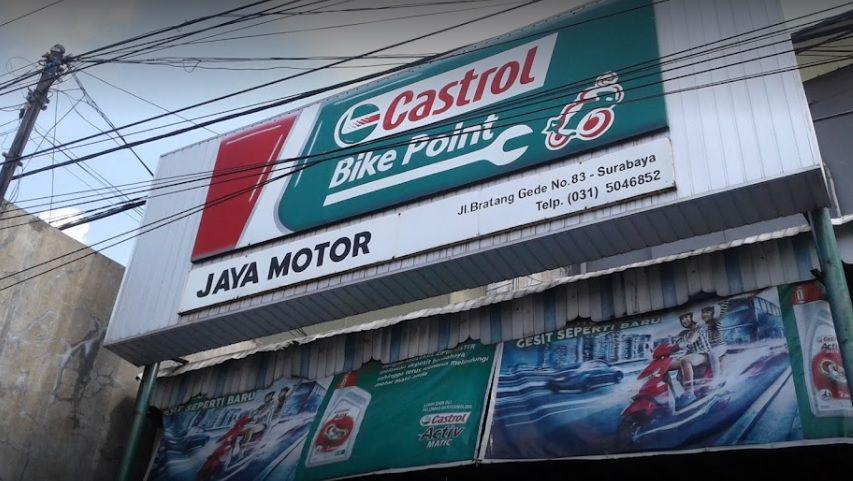 Castrol
Bike Point
JAYA MOTOR
Jl.Bratang Gede No.83 - Surabaya
Telp. (031) 5046852
GESIT SEPERTI BARU
GESIT SEPERTI BARU
Castrol
Activ
MATIC